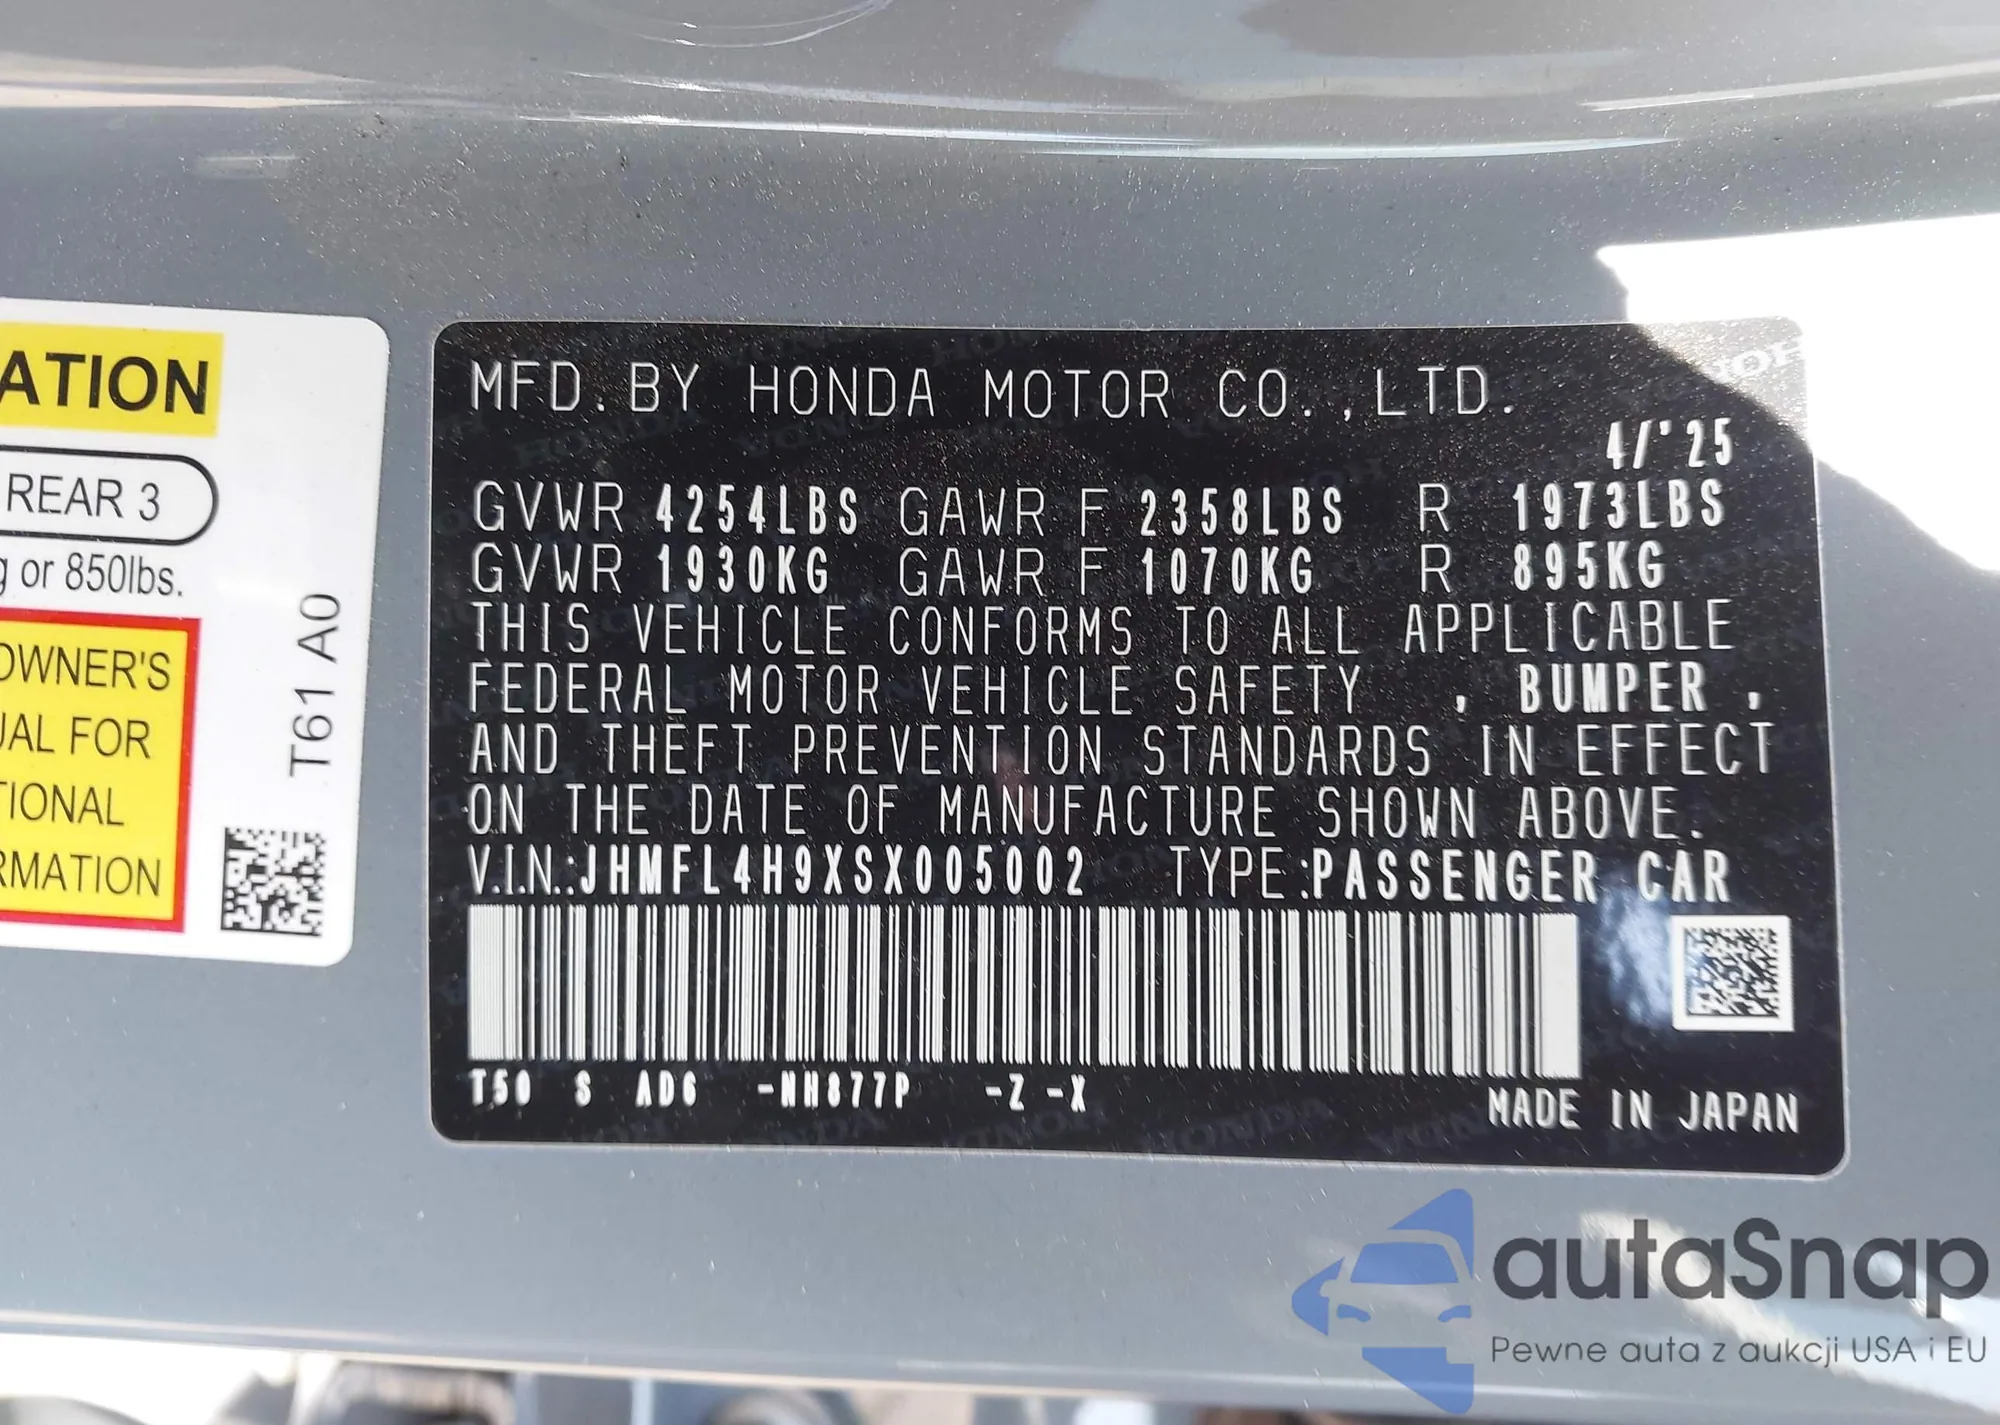 ATION
REAR 3
g or 850lbs.
OWNER'S
UAL FOR
TIONAL
RMATION
T61 A0
MFD. BY HONDA MOTOR CO.,LTD.
4/'25
GVWR 4254LBS GAWR F 2358LBS R 1973LBS
GVWR 1930KG GAWR F 1070KG R 895KG
THIS VEHICLE CONFORMS TO ALL APPLICABLE
FEDERAL MOTOR VEHICLE SAFETY , BUMPER ,
AND THEFT PREVENTION STANDARDS IN EFFECT
ON THE DATE OF MANUFACTURE SHOWN ABOVE.
V.I.N.:JHMFL4H9XSX005002 TYPE:PASSENGER CAR
T50 S AD6 -NH877P -Z -X
MADE IN JAPAN
autaSnap
Pewne auta z aukcji USA i EU